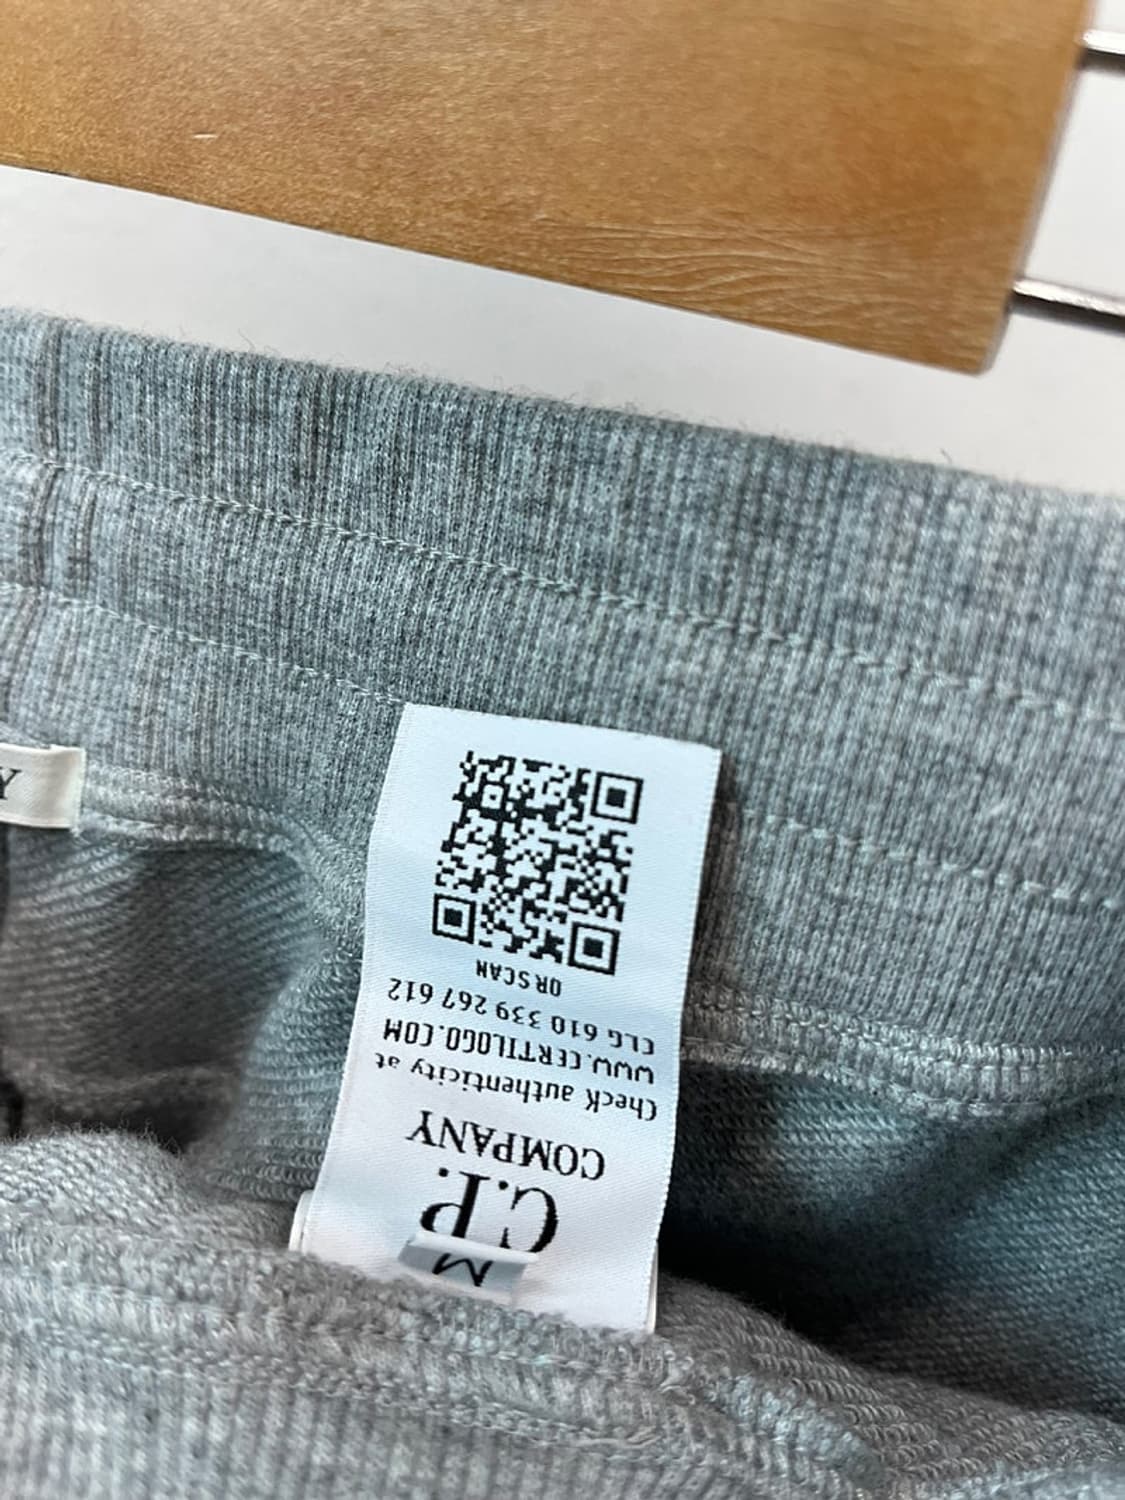 M
C.P.
COMPANY
Check authenticity at
WWW.CERTILOGO.COM
CLG 610 339 267 612
OR SCAN
Y